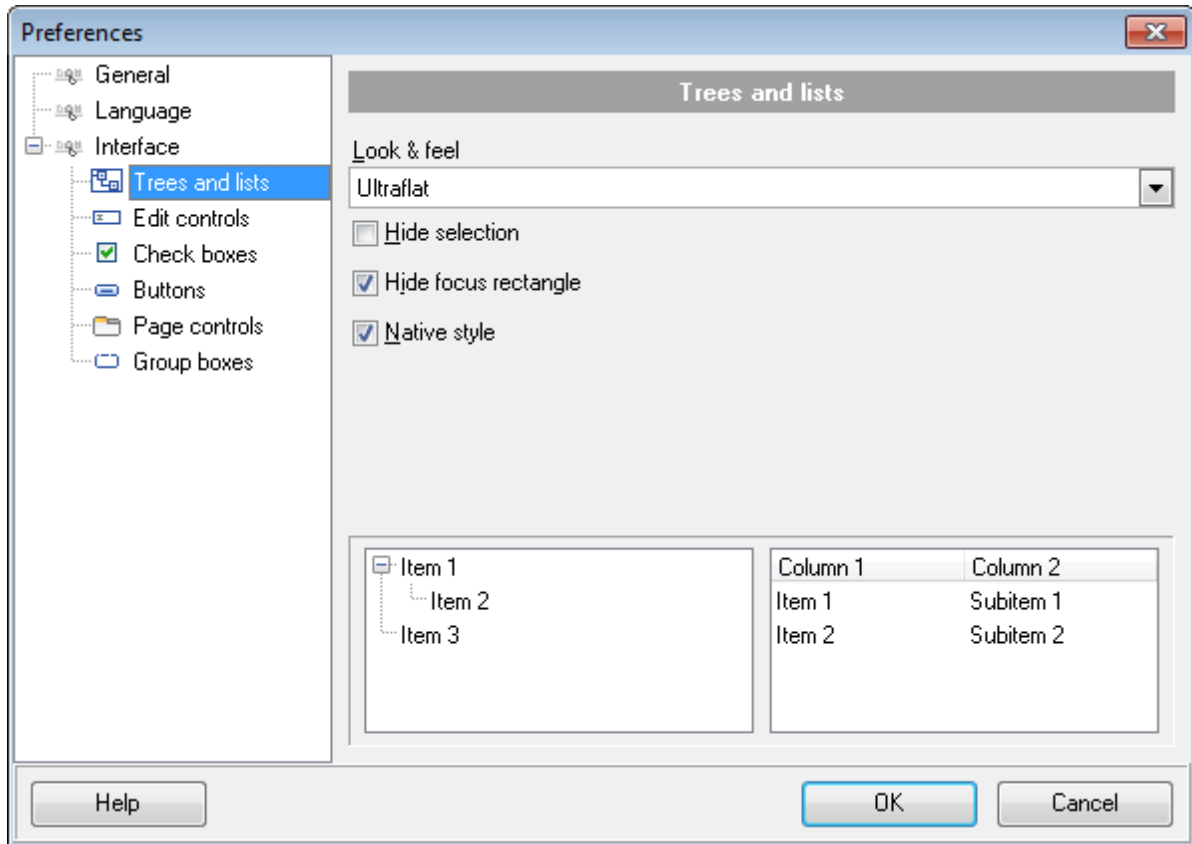 Preferences
General
Language
Interface
Trees and lists
Edit controls
Check boxes
Buttons
Page controls
Group boxes
Trees and lists
Look & feel
Ultraflat
Hide selection
Hide focus rectangle
Native style
Item 1
Item 2
Item 3
Column 1 Column 2
Item 1 Subitem 1
Item 2 Subitem 2
Help OK Cancel